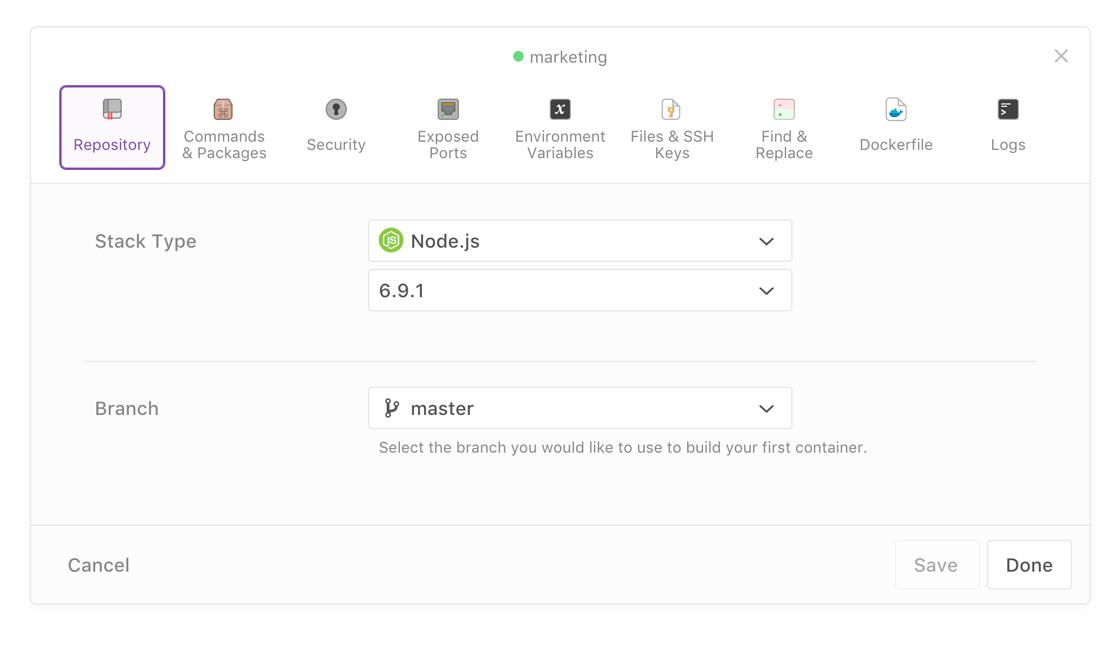 marketing
Repository
Commands
& Packages
Security
Exposed
Ports
Environment
Variables
Files & SSH
Keys
Find &
Replace
Dockerfile
Logs
Stack Type
Node.js
6.9.1
Branch
master
Select the branch you would like to use to build your first container.
Cancel
Save
Done